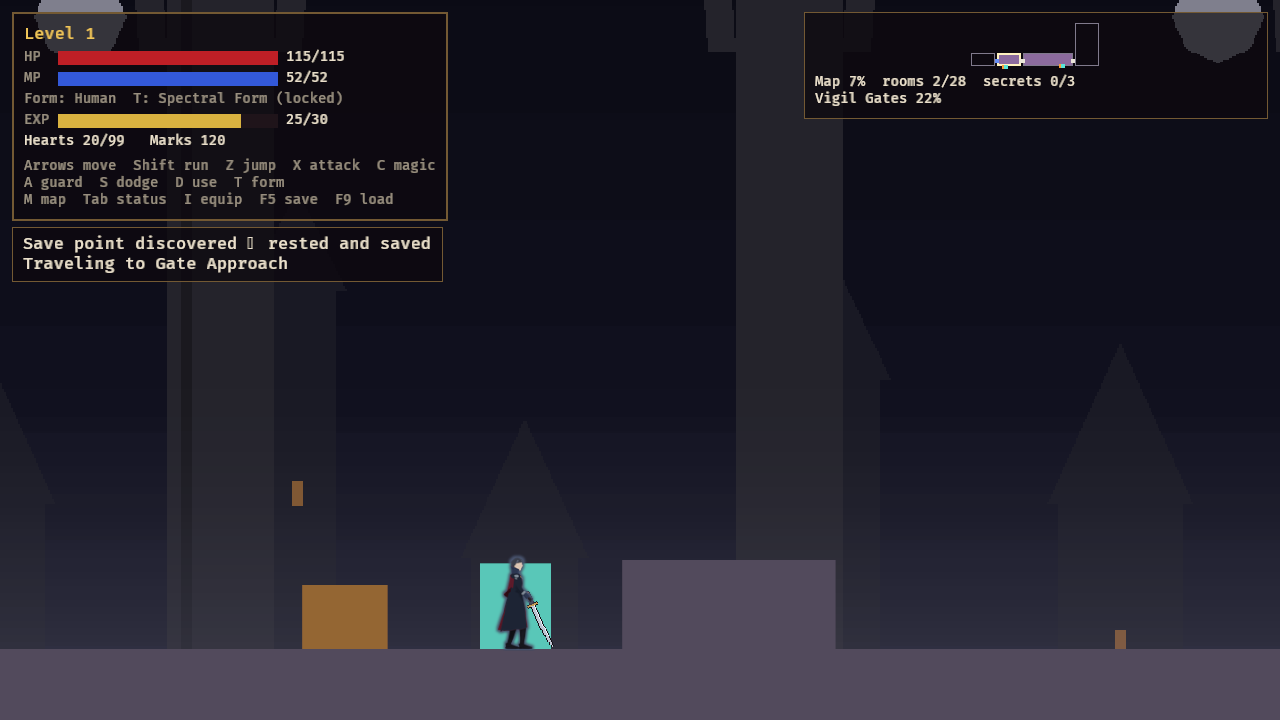 Level 1
HP 115/115
MP 52/52
Form: Human T: Spectral Form (locked)
EXP 25/30
Hearts 20/99 Marks 120
Arrows move Shift run Z jump X attack C magic
A guard S dodge D use T form
M map Tab status I equip F5 save F9 load
Save point discovered ▯ rested and saved
Traveling to Gate Approach
Map 7% rooms 2/28 secrets 0/3
Vigil Gates 22%